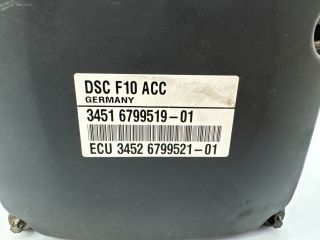 DSC F10 ACC
GERMANY
3451 6799519-01
ECU 3452 6799521-01